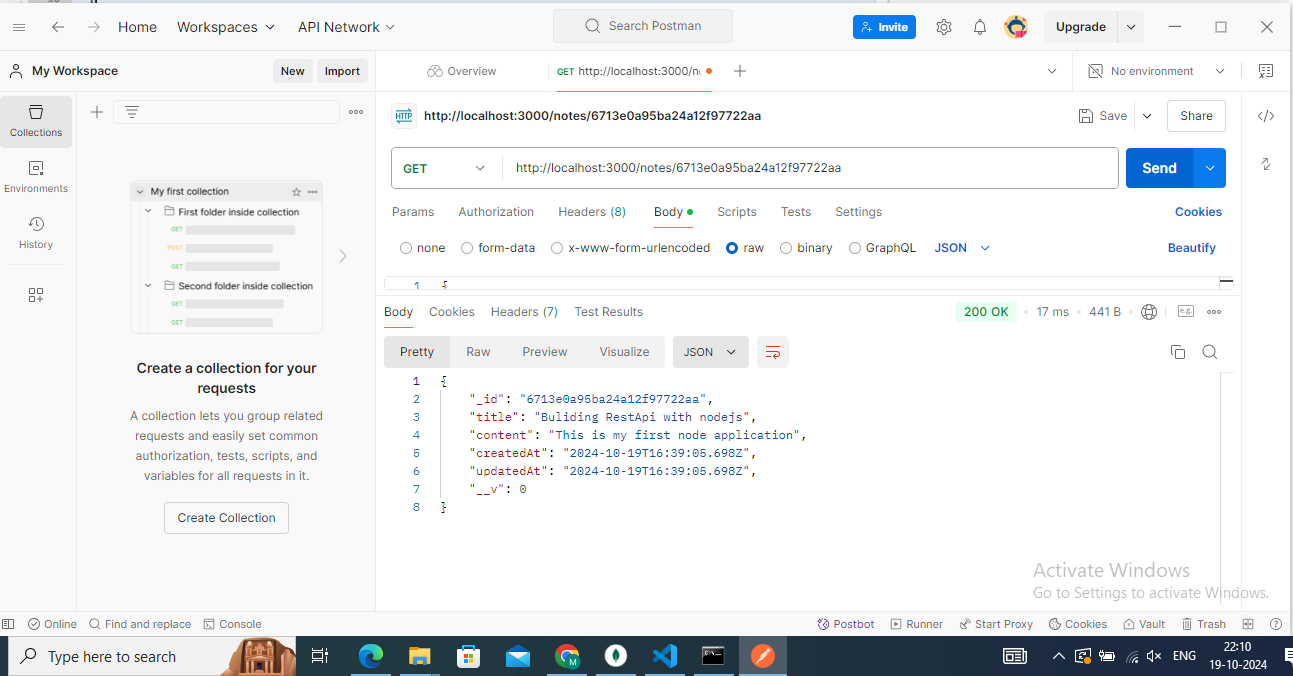 Home Workspaces API Network Search Postman Invite Upgrade
My Workspace New Import Overview GET http://localhost:3000/n No environment
HTTP http://localhost:3000/notes/6713e0a95ba24a12f97722aa Save Share
Collections
Environments
History
My first collection
First folder inside collection
GET
POST
GET
Second folder inside collection
GET
GET
Create a collection for your
requests
A collection lets you group related
requests and easily set common
authorization, tests, scripts, and
variables for all requests in it.
Create Collection
GET http://localhost:3000/notes/6713e0a95ba24a12f97722aa Send
Params Authorization Headers (8) Body Scripts Tests Settings Cookies
none form-data x-www-form-urlencoded raw binary GraphQL JSON Beautify
1 {
Body Cookies Headers (7) Test Results 200 OK 17 ms 441 B e.g.
Pretty Raw Preview Visualize JSON
1 {
2 "_id": "6713e0a95ba24a12f97722aa",
3 "title": "Buliding RestApi with nodejs",
4 "content": "This is my first node application",
5 "createdAt": "2024-10-19T16:39:05.698Z",
6 "updatedAt": "2024-10-19T16:39:05.698Z",
7 "__v": 0
8 }
Activate Windows
Go to Settings to activate Windows.
Online Find and replace Console Postbot Runner Start Proxy Cookies Vault Trash
Type here to search M ENG 22:10
19-10-2024